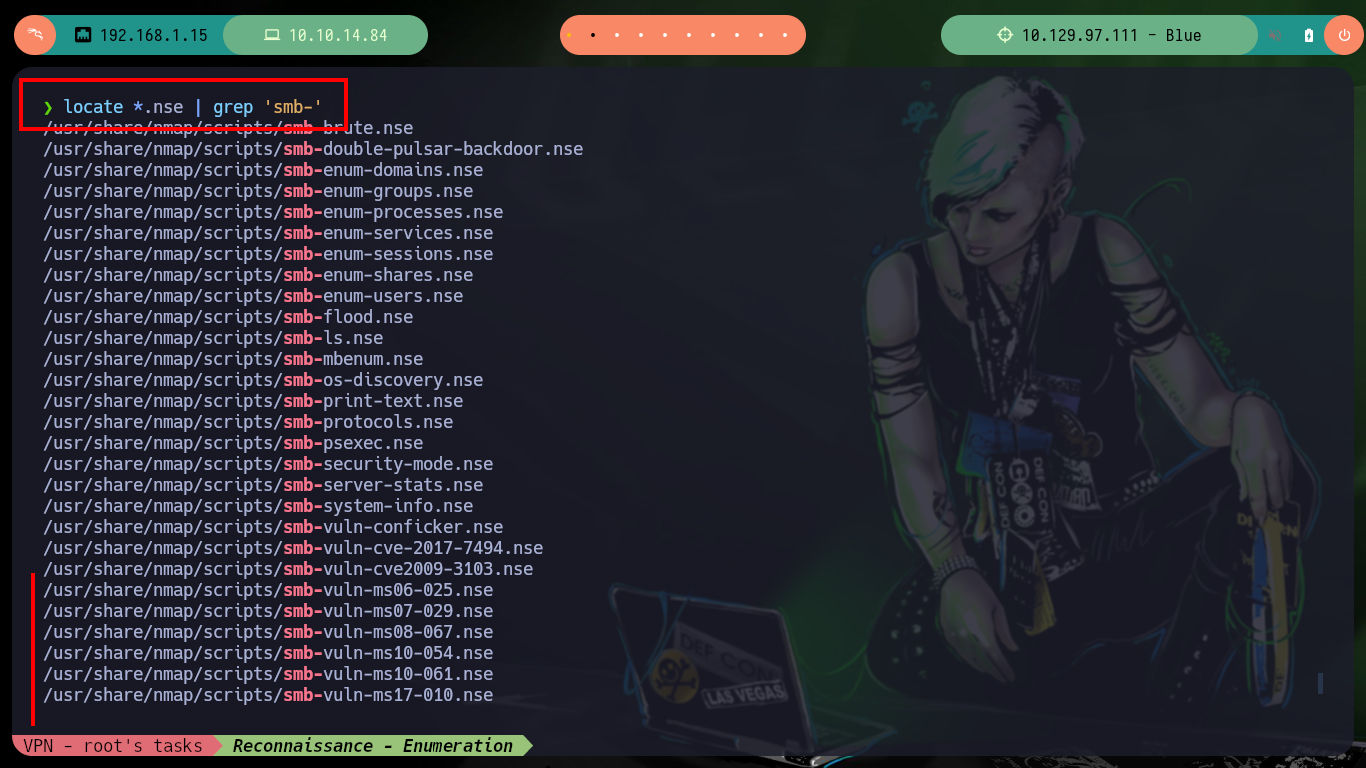 192.168.1.15 10.10.14.84 10.129.97.111 - Blue
❯ locate *.nse | grep 'smb-'
/usr/share/nmap/scripts/smb-brute.nse
/usr/share/nmap/scripts/smb-double-pulsar-backdoor.nse
/usr/share/nmap/scripts/smb-enum-domains.nse
/usr/share/nmap/scripts/smb-enum-groups.nse
/usr/share/nmap/scripts/smb-enum-processes.nse
/usr/share/nmap/scripts/smb-enum-services.nse
/usr/share/nmap/scripts/smb-enum-sessions.nse
/usr/share/nmap/scripts/smb-enum-shares.nse
/usr/share/nmap/scripts/smb-enum-users.nse
/usr/share/nmap/scripts/smb-flood.nse
/usr/share/nmap/scripts/smb-ls.nse
/usr/share/nmap/scripts/smb-mbenum.nse
/usr/share/nmap/scripts/smb-os-discovery.nse
/usr/share/nmap/scripts/smb-print-text.nse
/usr/share/nmap/scripts/smb-protocols.nse
/usr/share/nmap/scripts/smb-psexec.nse
/usr/share/nmap/scripts/smb-security-mode.nse
/usr/share/nmap/scripts/smb-server-stats.nse
/usr/share/nmap/scripts/smb-system-info.nse
/usr/share/nmap/scripts/smb-vuln-conficker.nse
/usr/share/nmap/scripts/smb-vuln-cve-2017-7494.nse
/usr/share/nmap/scripts/smb-vuln-cve2009-3103.nse
/usr/share/nmap/scripts/smb-vuln-ms06-025.nse
/usr/share/nmap/scripts/smb-vuln-ms07-029.nse
/usr/share/nmap/scripts/smb-vuln-ms08-067.nse
/usr/share/nmap/scripts/smb-vuln-ms10-054.nse
/usr/share/nmap/scripts/smb-vuln-ms10-061.nse
/usr/share/nmap/scripts/smb-vuln-ms17-010.nse
DEF CON
DEF CON
DEF CON
LAS VEGAS
VPN - root's tasks Reconnaissance - Enumeration